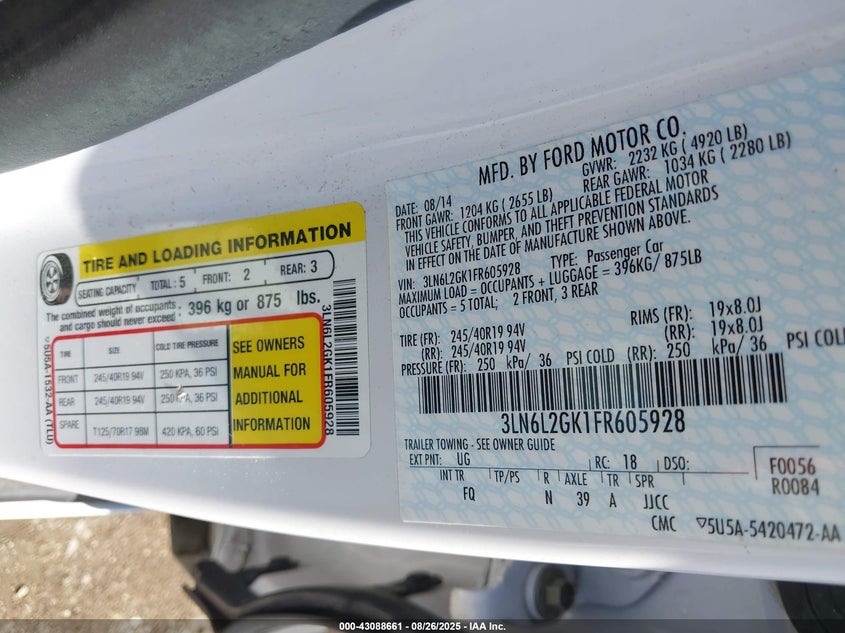 TIRE AND LOADING INFORMATION
SEATING CAPACITY TOTAL: 5 FRONT: 2 REAR: 3
The combined weight of occupants and cargo should never exceed: 396 kg or 875 lbs.
TIRE SIZE COLD TIRE PRESSURE
FRONT 245/40R19 94V 250 KPA, 36 PSI
REAR 245/40R19 94V 250 KPA, 36 PSI
SPARE T125/70R17 98M 420 KPA, 60 PSI
SEE OWNERS
MANUAL FOR
ADDITIONAL
INFORMATION
5U5A-1532-AA (TLU)
3LN6L2GK1FR605928
MFD. BY FORD MOTOR CO.
DATE: 08/14 GVWR: 2232 KG ( 4920 LB)
FRONT GAWR: 1204 KG ( 2655 LB) REAR GAWR: 1034 KG ( 2280 LB)
THIS VEHICLE CONFORMS TO ALL APPLICABLE FEDERAL MOTOR
VEHICLE SAFETY, BUMPER, AND THEFT PREVENTION STANDARDS
IN EFFECT ON THE DATE OF MANUFACTURE SHOWN ABOVE.
VIN: 3LN6L2GK1FR605928 TYPE: Passenger Car
MAXIMUM LOAD = OCCUPANTS + LUGGAGE = 396KG/ 875LB
OCCUPANTS = 5 TOTAL; 2 FRONT, 3 REAR
TIRE (FR): 245/40R19 94V RIMS (FR): 19x8.0J
(RR): 245/40R19 94V (RR): 19x8.0J
PRESSURE (FR): 250 kPa/ 36 PSI COLD (RR): 250 kPa/ 36 PSI COLD
3LN6L2GK1FR605928
TRAILER TOWING - SEE OWNER GUIDE
EXT PNT: UG RC: 18 DSO: F0056
R0084
INT TR TP/PS R AXLE TR SPR
FQ N 39 A JJCC
CMC 5U5A-5420472-AA
000-43088661 - 08/26/2025 - IAA Inc.